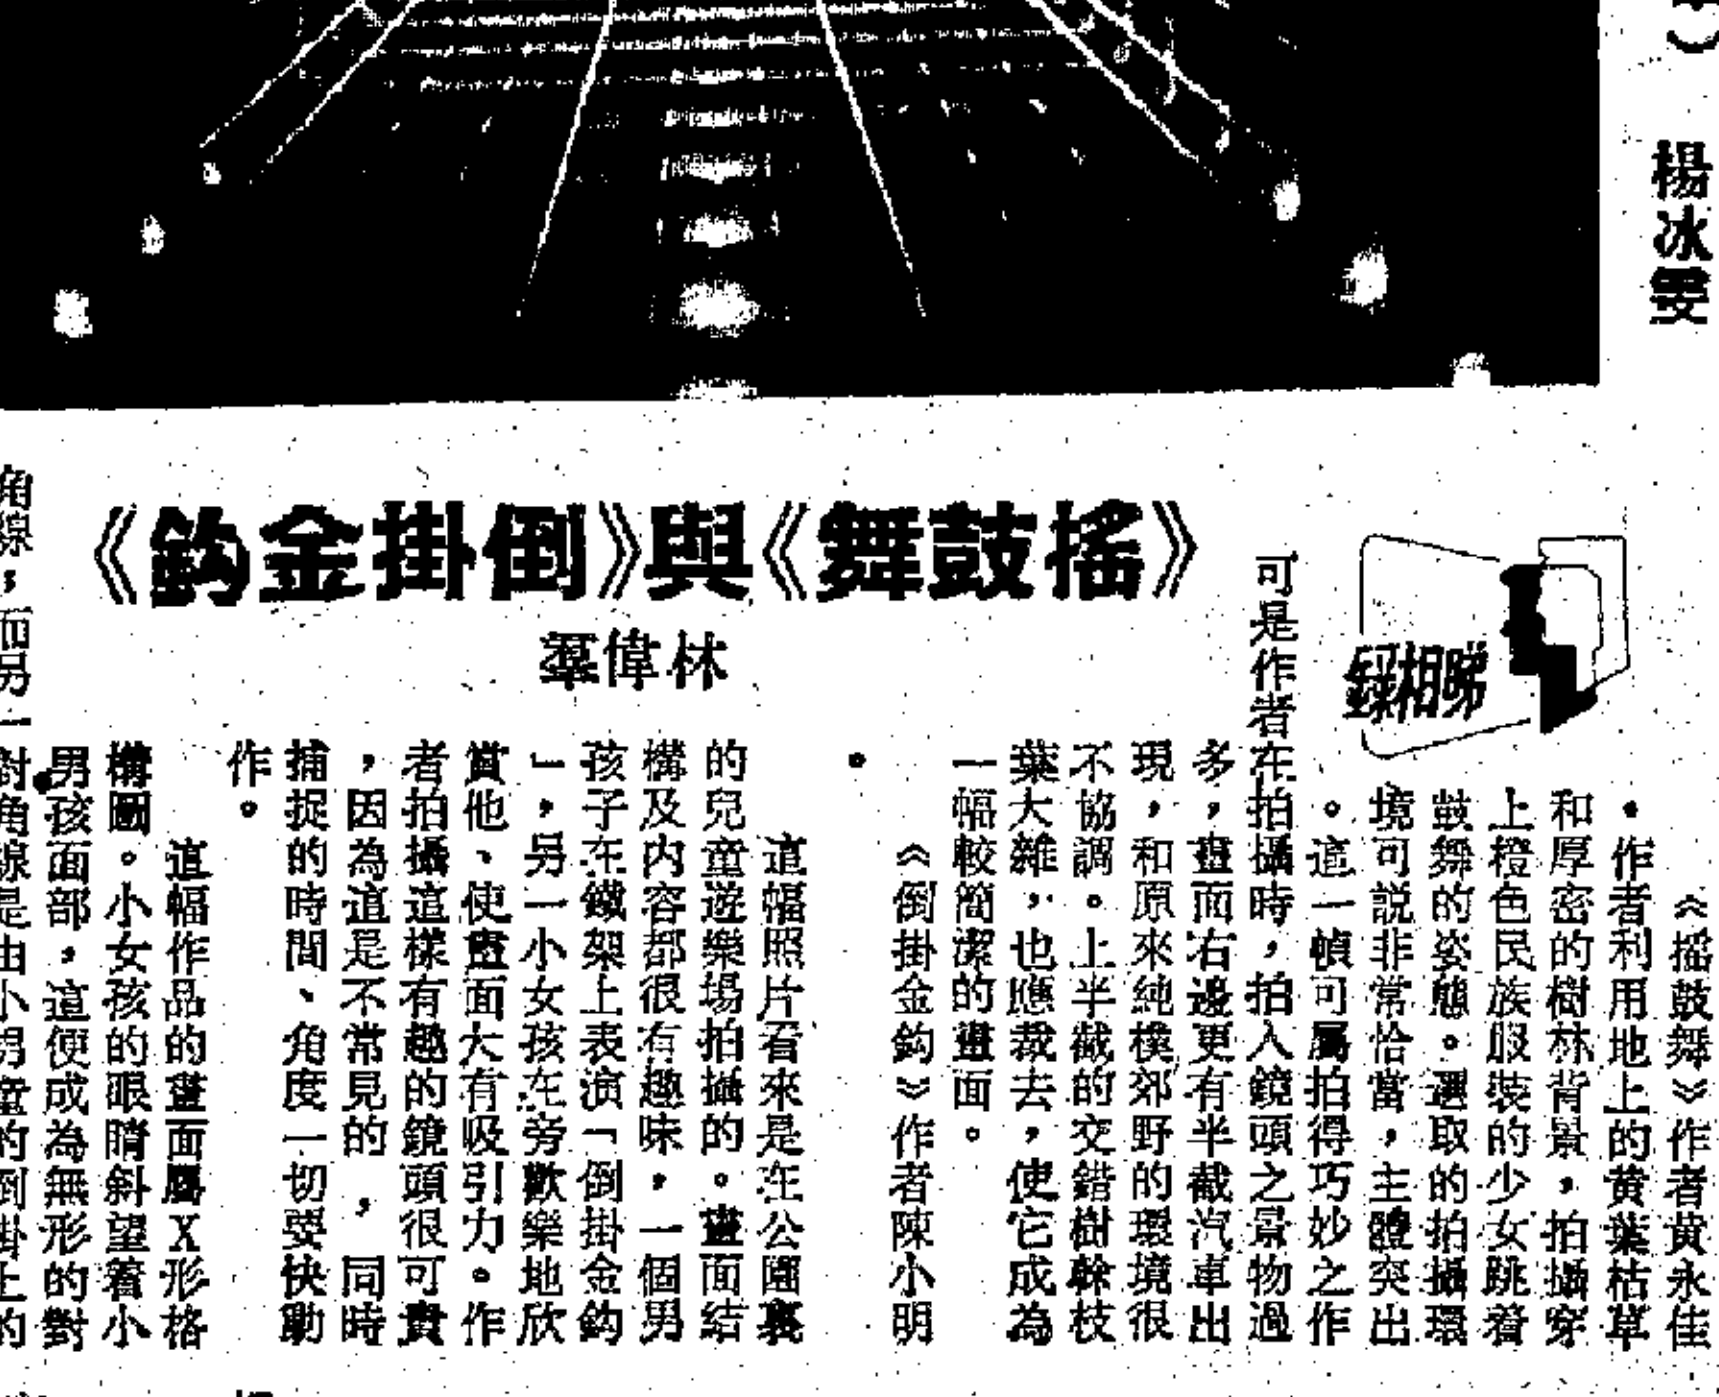 楊冰雯
《搖鼓舞》與《倒掛金鈎》
林偉羣
睇相
《搖鼓舞》作者黄永佳
。作者利用地上的黄葉枯草
和厚密的樹林背景，拍攝穿
上橙色民族服裝的少女跳着
鼓舞的姿態。選取的拍攝環
境可説非常恰當，主體突出
。這一幀可屬拍得巧妙之作
可是作者在拍攝時，拍入鏡頭之景物過
多，畫面右邊更有半截汽車出
現，和原來純樸郊野的環境很
不協調。上半截的交錯樹榦枝
葉大雜，也應裁去，使它成為
一幅較簡潔的畫面。
《倒掛金鈎》作者陳小明
。
這幅照片看來是在公園裏
的兒童遊樂場拍攝的。畫面結
構及内容都很有趣味，一個男
孩子在鐵架上表演「倒掛金鈎
」，另一小女孩在旁歡樂地欣
賞他、使畫面大有吸引力。作
者拍攝這樣有趣的鏡頭很可貴
，因為這是不常見的，同時
捕捉的時間、角度一切要快動
作。
這幅作品的畫面屬X形格
構圖。小女孩的眼睛斜望着小
男孩面部，這便成為無形的對
角線，而另一對角線是由小男童的倒掛上的